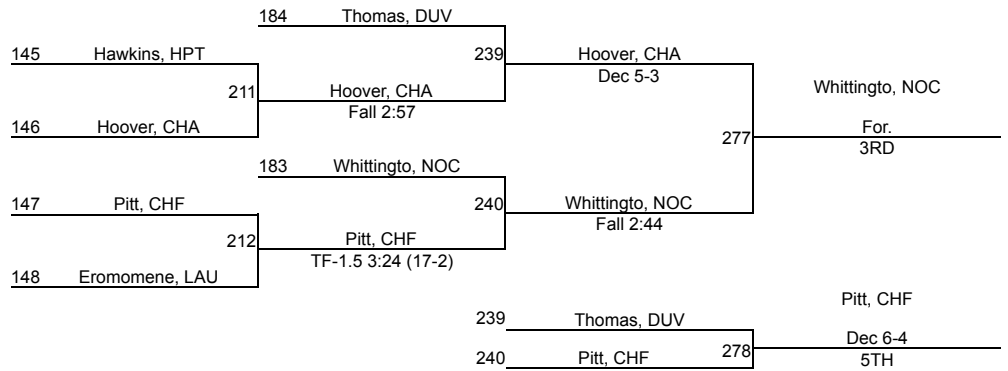 184 Thomas, DUV
145 Hawkins, HPT
239 Hoover, CHA
Dec 5-3
211 Hoover, CHA
Fall 2:57
Whittingto, NOC
146 Hoover, CHA
277 For.
3RD
183 Whittingto, NOC
147 Pitt, CHF
240 Whittingto, NOC
Fall 2:44
212 Pitt, CHF
TF-1.5 3:24 (17-2)
148 Eromomene, LAU
Pitt, CHF
239 Thomas, DUV
Dec 6-4
240 Pitt, CHF
278 5TH